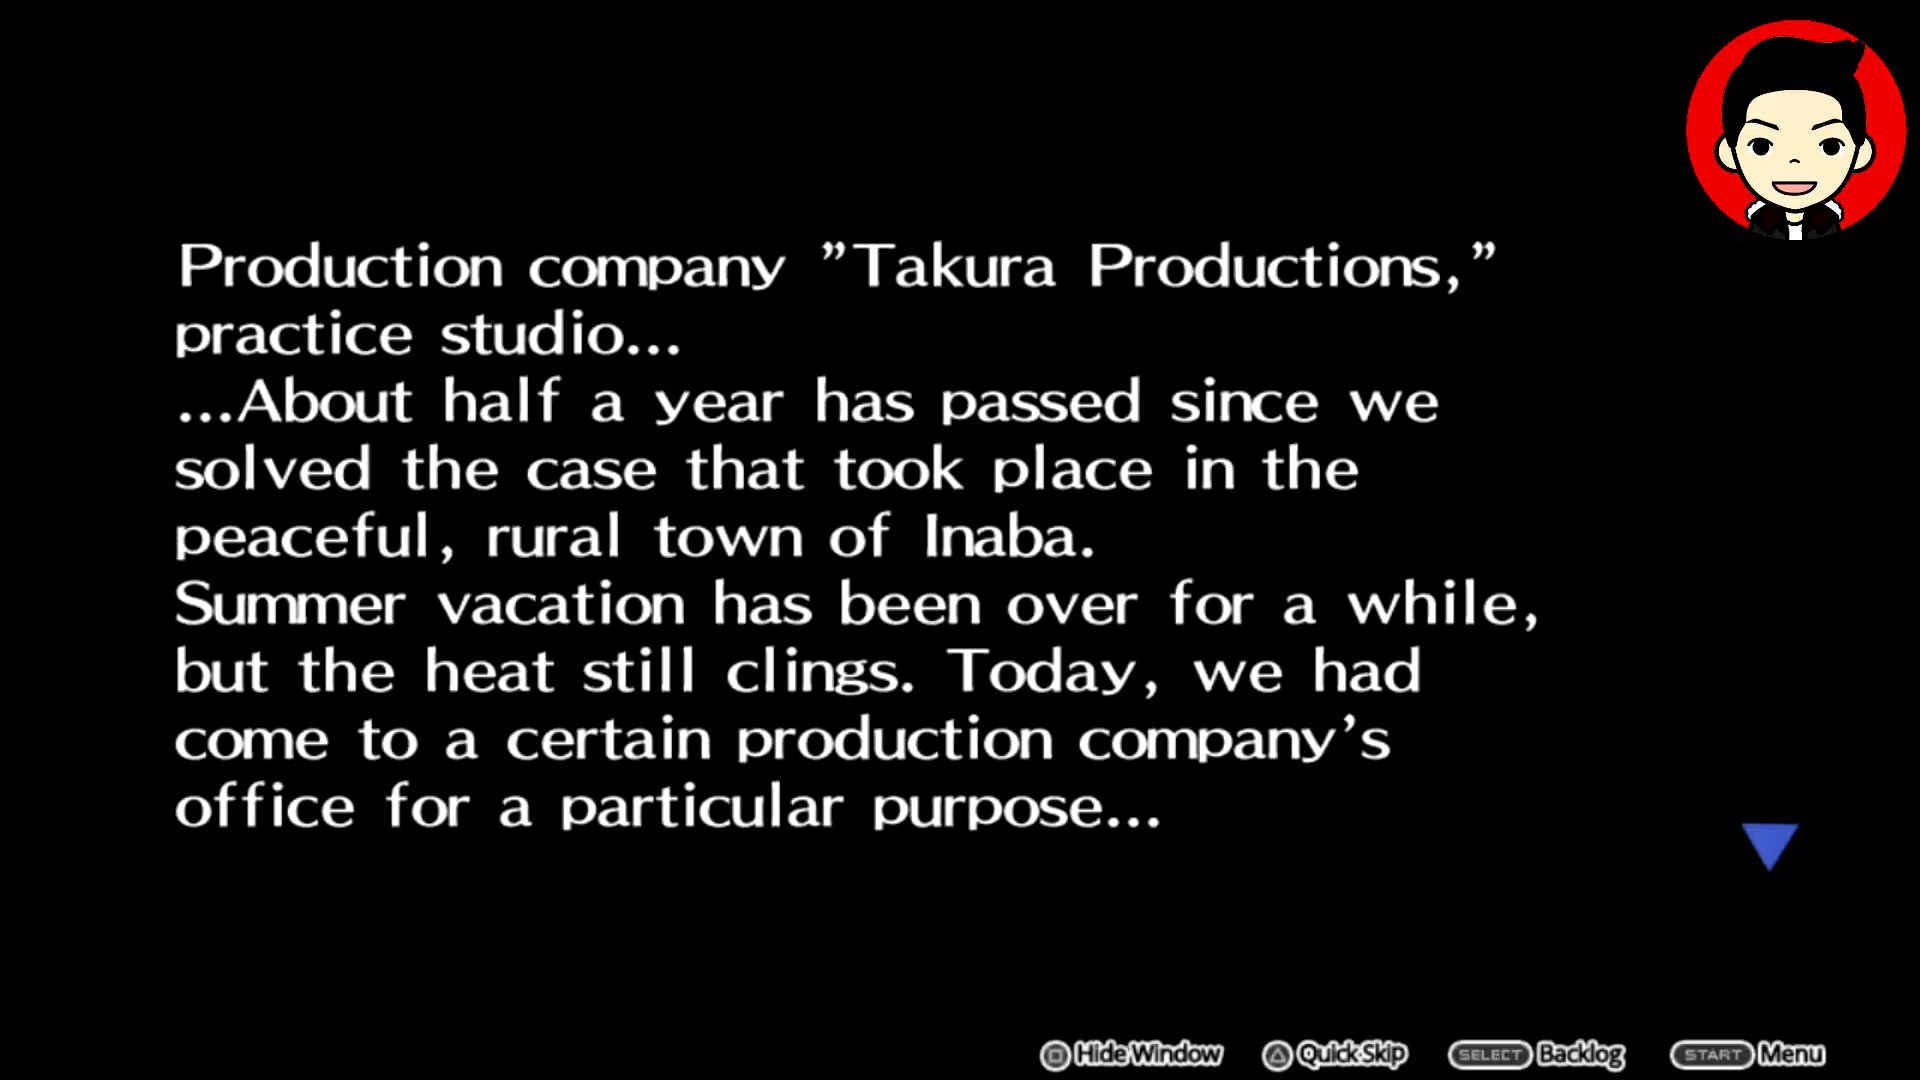 Production company ”Takura Productions,”
practice studio...
...About half a year has passed since we
solved the case that took place in the
peaceful, rural town of Inaba.
Summer vacation has been over for a while,
but the heat still clings. Today, we had
come to a certain production company’s
office for a particular purpose...
Hide Window Quick Skip SELECT Backlog START Menu